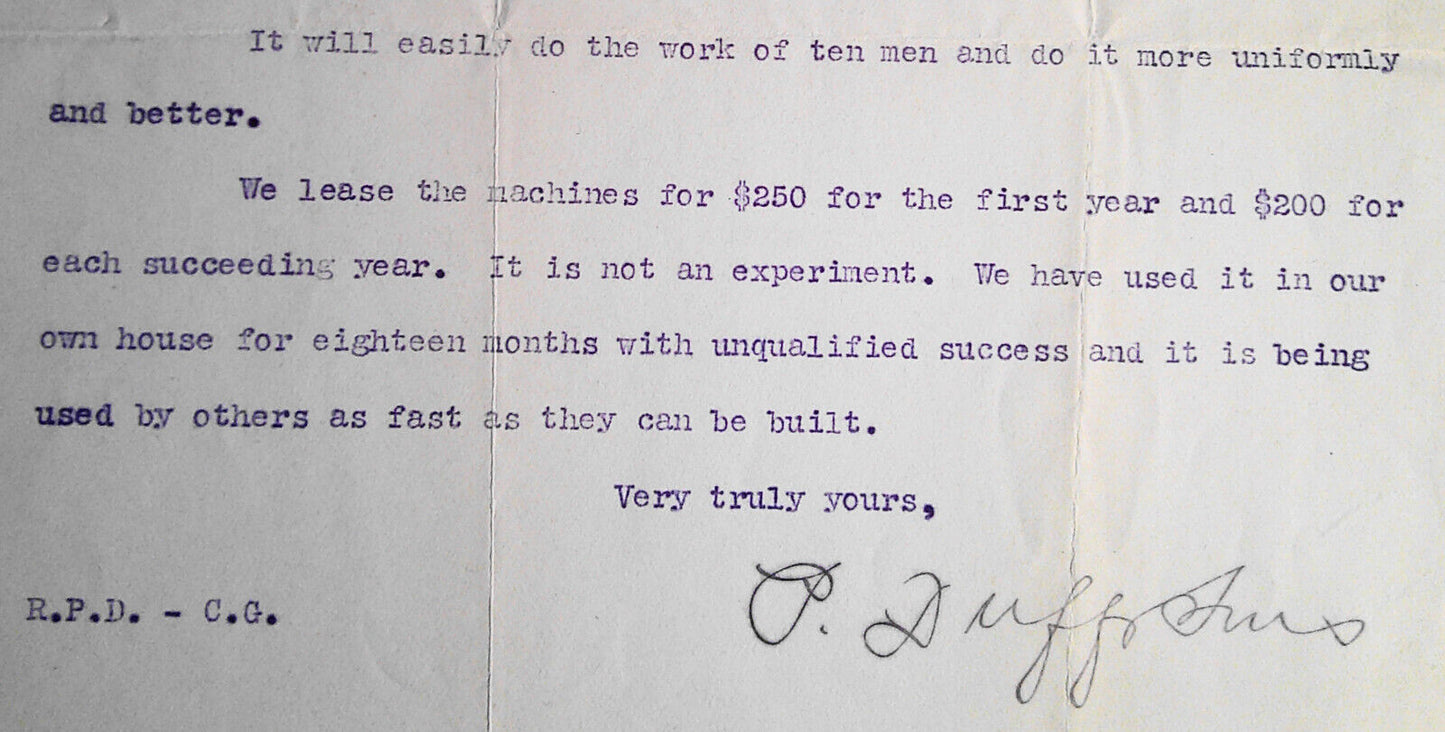 It will easily do the work of ten men and do it more uniformly
and better.
We lease the machines for $250 for the first year and $200 for
each succeeding year. It is not an experiment. We have used it in our
own house for eighteen months with unqualified success and it is being
used by others as fast as they can be built.
Very truly yours,
P. Duff & Sons
R.P.D. - C.G.